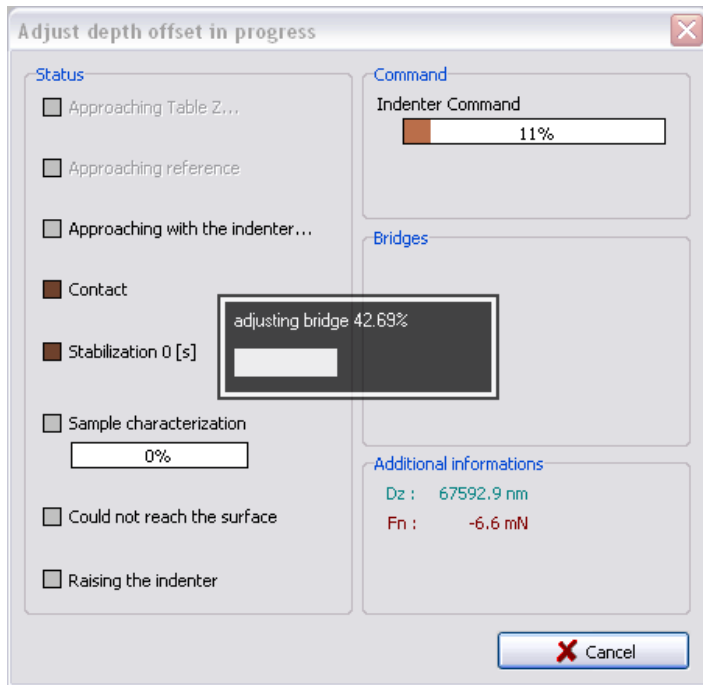 Adjust depth offset in progress
Status
Approaching Table Z...
Approaching reference
Approaching with the indenter...
Contact
Stabilization 0 [s]
Sample characterization
0%
Could not reach the surface
Raising the indenter
Command
Indenter Command
11%
Bridges
adjusting bridge 42.69%
Additional informations
Dz : 67592.9 nm
Fn : -6.6 mN
Cancel